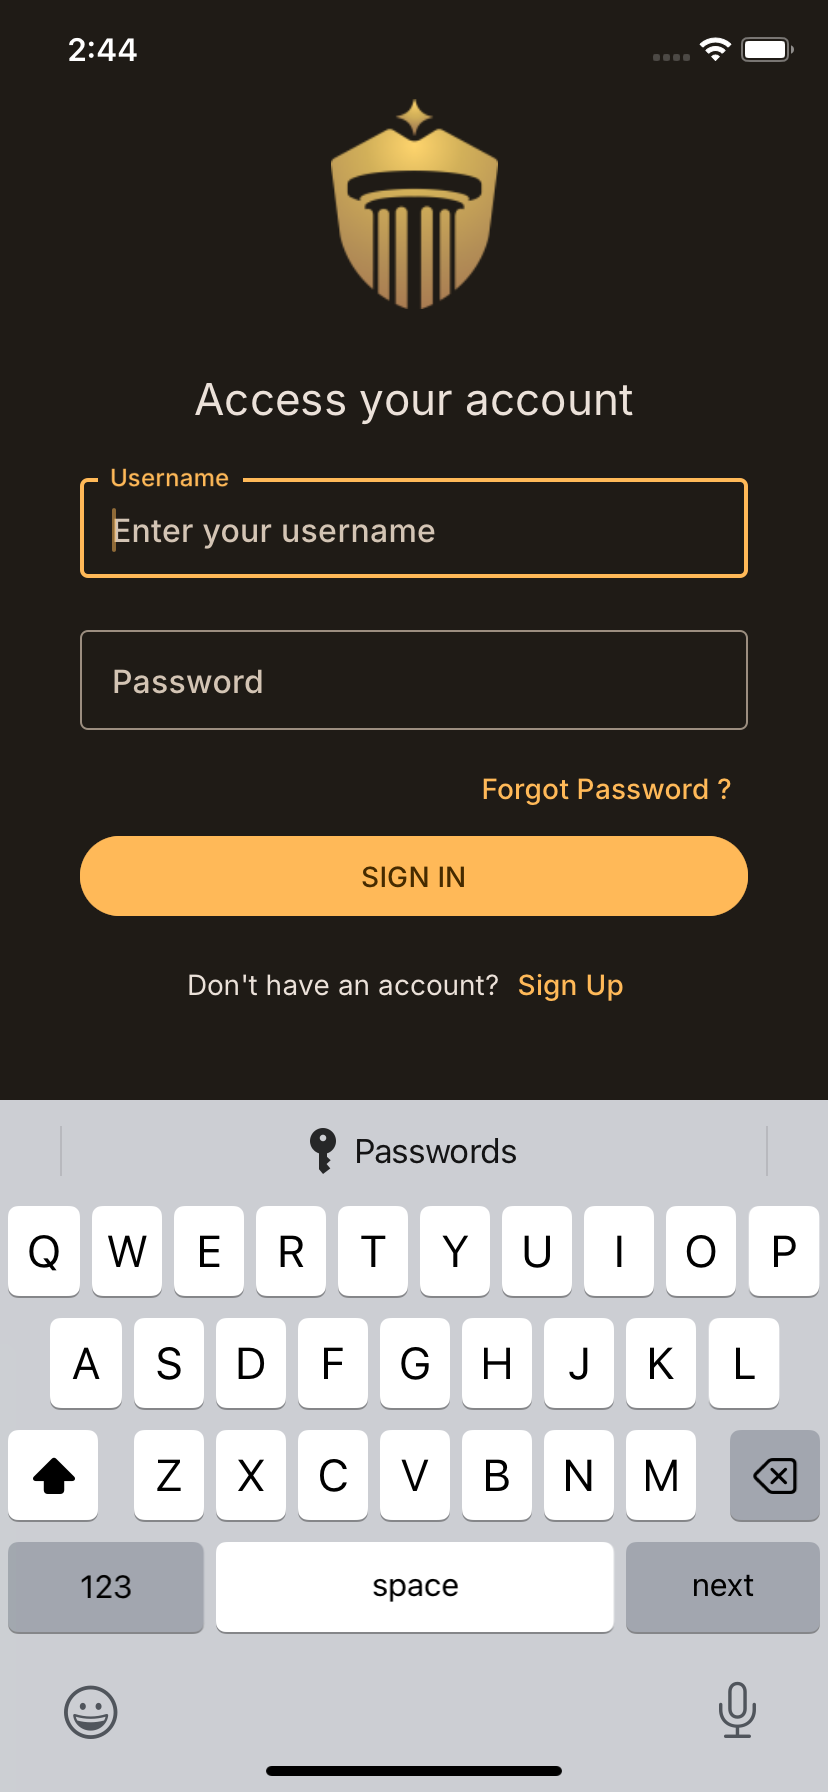 2:44
Access your account
Username
Enter your username
Password
Forgot Password ?
SIGN IN
Don't have an account? Sign Up
Passwords
Q W E R T Y U I O P
A S D F G H J K L
Z X C V B N M
123 space next